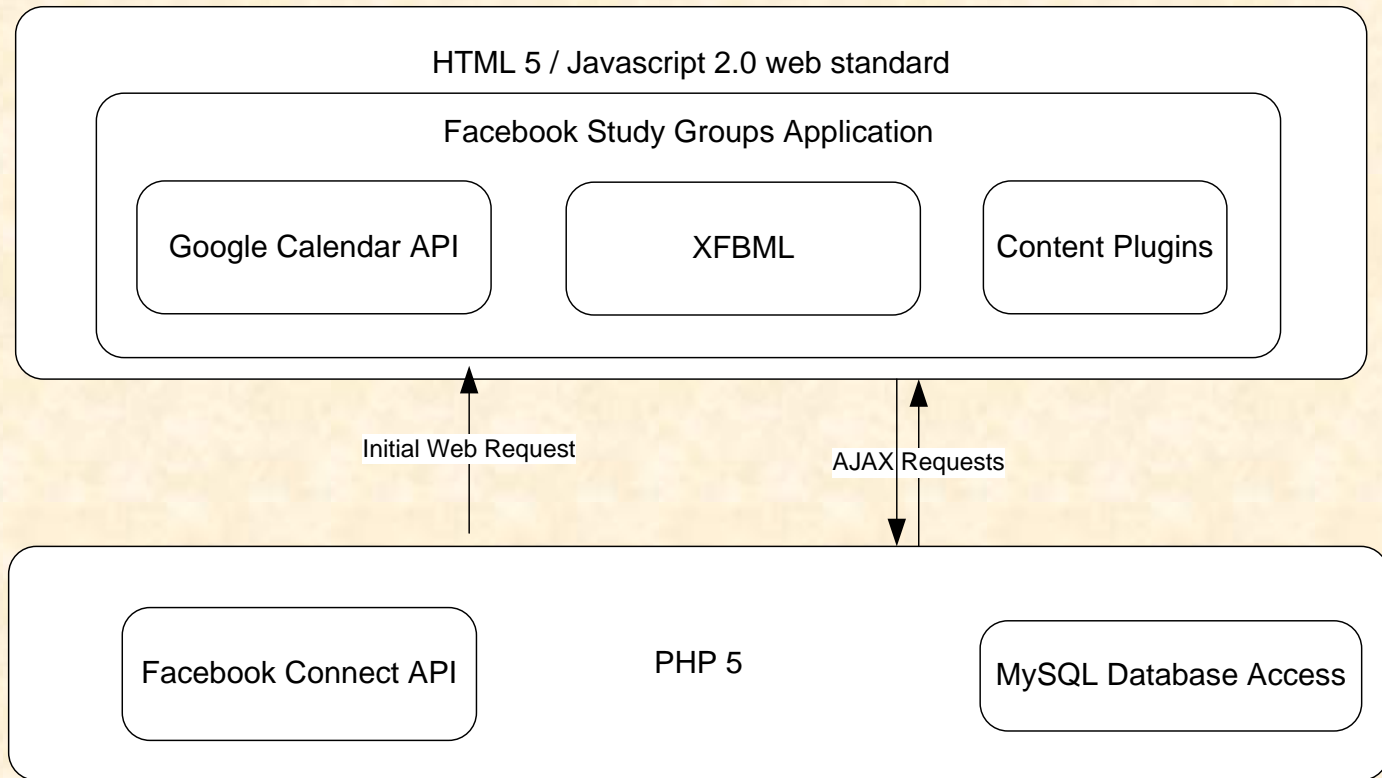 HTML 5 / Javascript 2.0 web standard
Facebook Study Groups Application
Google Calendar API
XFBML
Content Plugins
Initial Web Request
AJAX Requests
Facebook Connect API
PHP 5
MySQL Database Access